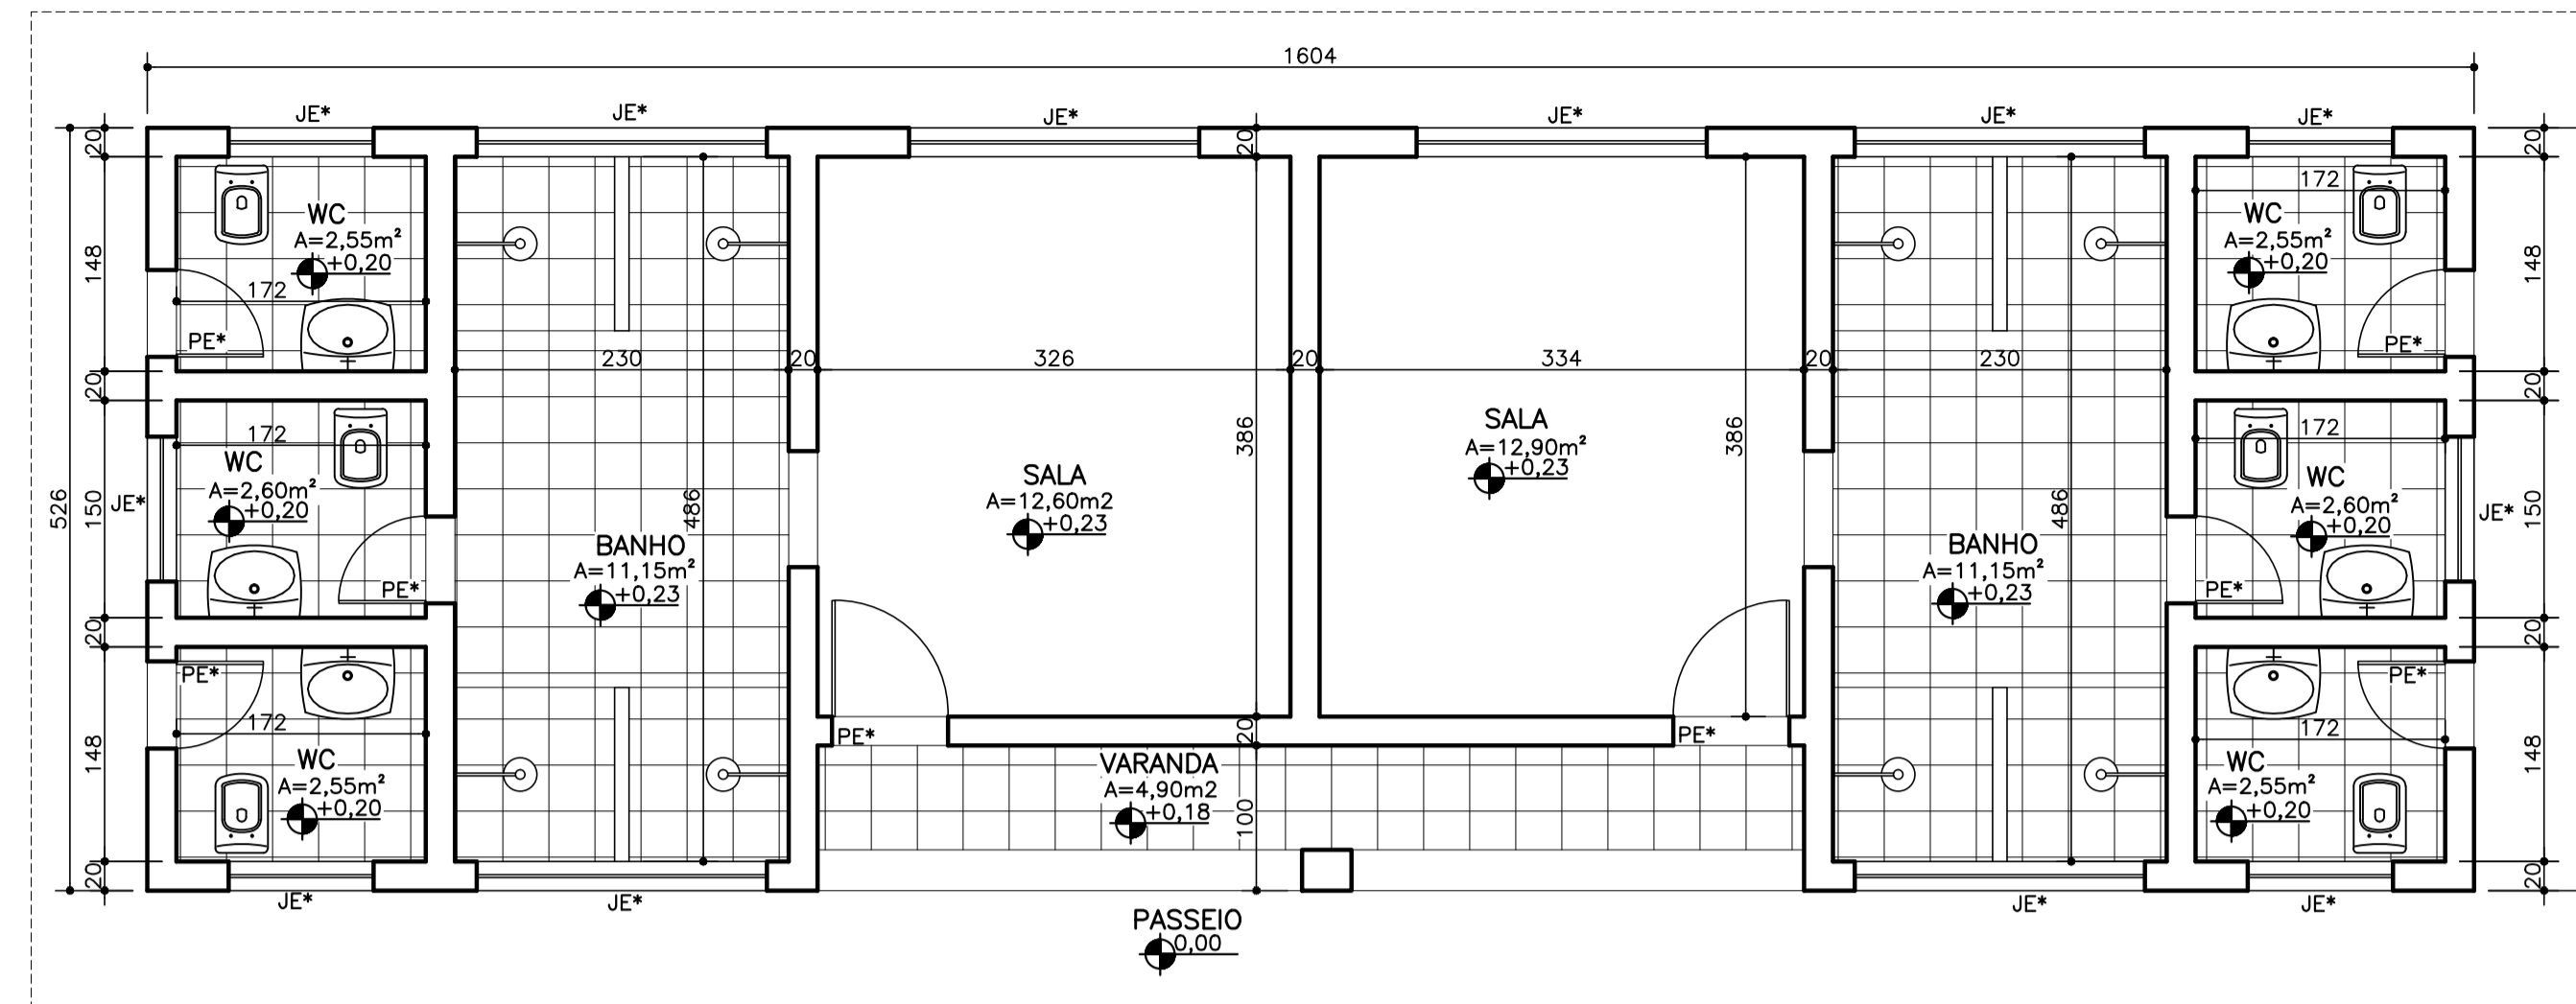 1604
JE*
JE*
JE*
JE*
JE*
JE*
20
20
20
WC
A=2,55m²
+0,20
172
PE*
148
172
WC
A=2,55m²
+0,20
PE*
148
230
20
326
20
334
20
230
20
20
172
WC
A=2,60m²
+0,20
PE*
JE*
150
526
486
BANHO
A=11,15m²
+0,23
SALA
A=12,60m2
+0,23
386
SALA
A=12,90m²
+0,23
386
486
BANHO
A=11,15m²
+0,23
172
WC
A=2,60m²
+0,20
PE*
JE*
150
20
20
PE*
172
WC
A=2,55m²
+0,20
148
PE*
20
PE*
VARANDA
A=4,90m2
+0,18
100
PE*
172
WC
A=2,55m²
+0,20
148
20
20
JE*
JE*
JE*
JE*
PASSEIO
0,00